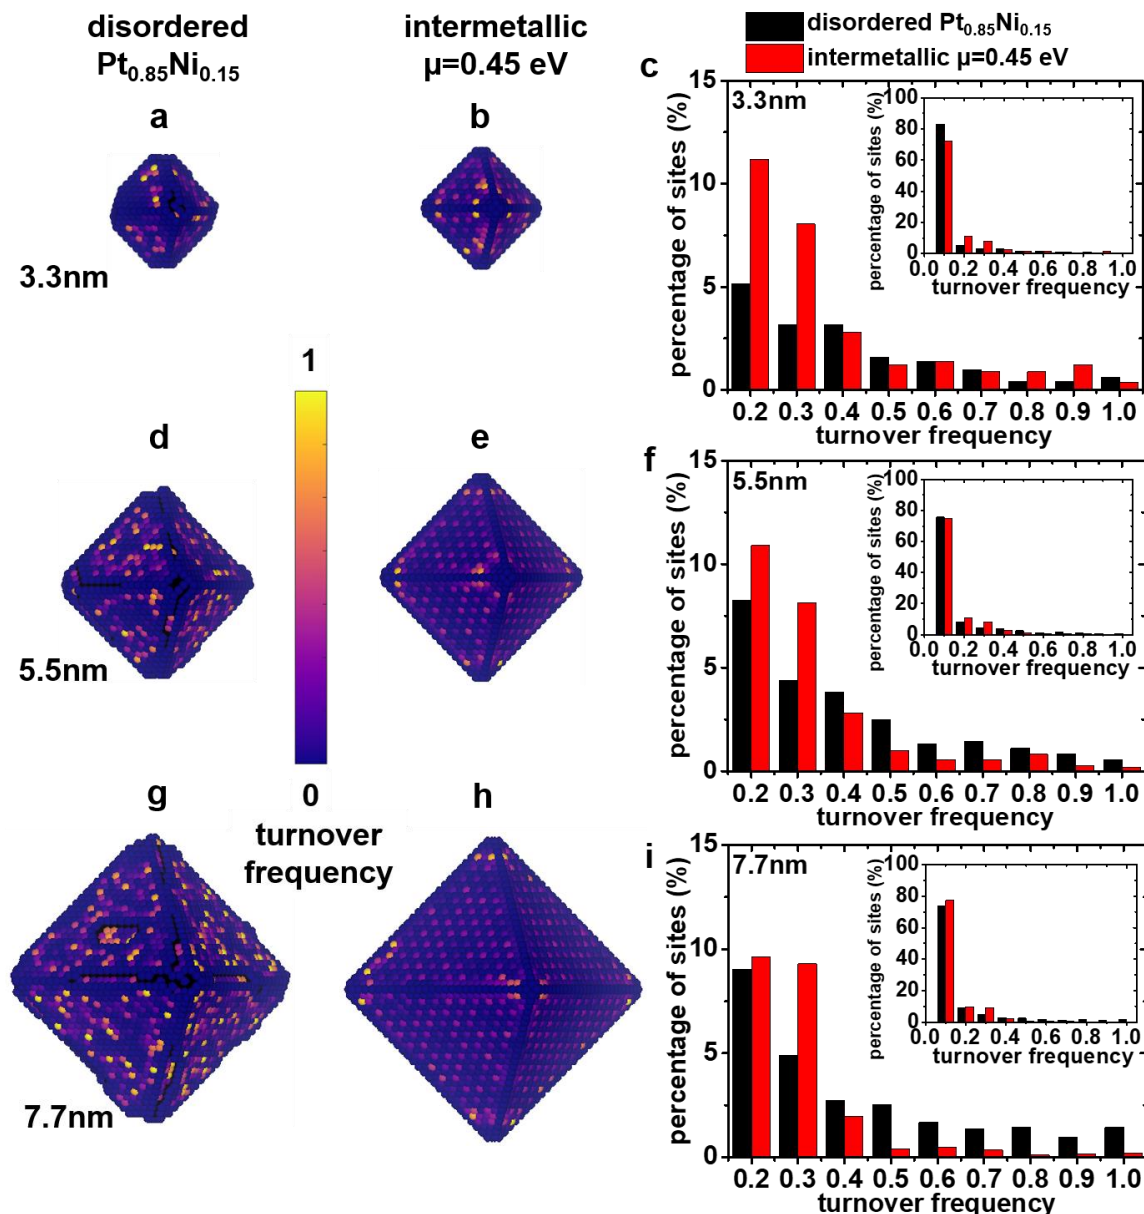 disordered
Pt0.85Ni0.15
intermetallic
μ=0.45 eV
disordered Pt0.85Ni0.15
intermetallic μ=0.45 eV
a
b
3.3nm
c
3.3nm
percentage of sites (%)
15
10
5
0
0.2 0.3 0.4 0.5 0.6 0.7 0.8 0.9 1.0
turnover frequency
percentage of sites (%)
100
80
60
40
20
0
0.0 0.2 0.4 0.6 0.8 1.0
turnover frequency
1
0
turnover
frequency
d
e
5.5nm
f
5.5nm
percentage of sites (%)
15
10
5
0
0.2 0.3 0.4 0.5 0.6 0.7 0.8 0.9 1.0
turnover frequency
percentage of sites (%)
100
80
60
40
20
0
0.0 0.2 0.4 0.6 0.8 1.0
turnover frequency
g
h
7.7nm
i
7.7nm
percentage of sites (%)
15
10
5
0
0.2 0.3 0.4 0.5 0.6 0.7 0.8 0.9 1.0
turnover frequency
percentage of sites (%)
100
80
60
40
20
0
0.0 0.2 0.4 0.6 0.8 1.0
turnover frequency